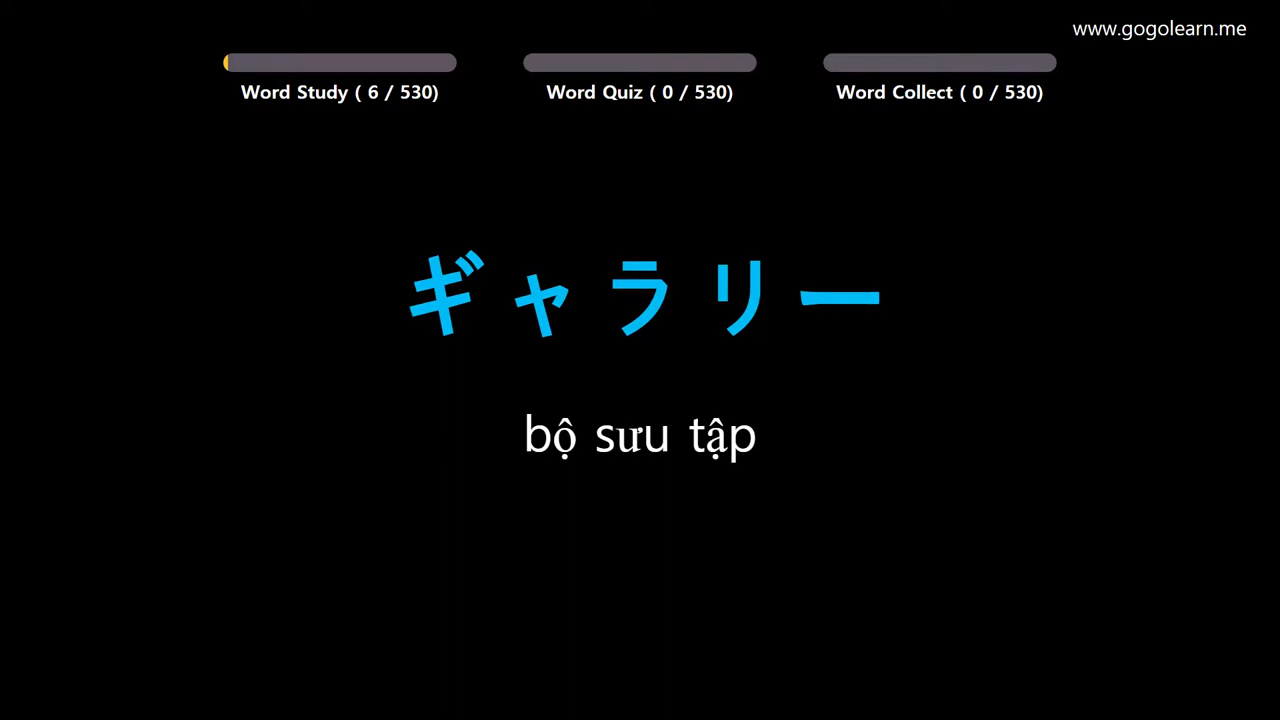 www.gogolearn.me
Word Study ( 6 / 530)
Word Quiz ( 0 / 530)
Word Collect ( 0 / 530)
ギャラリー
bộ sưu tập